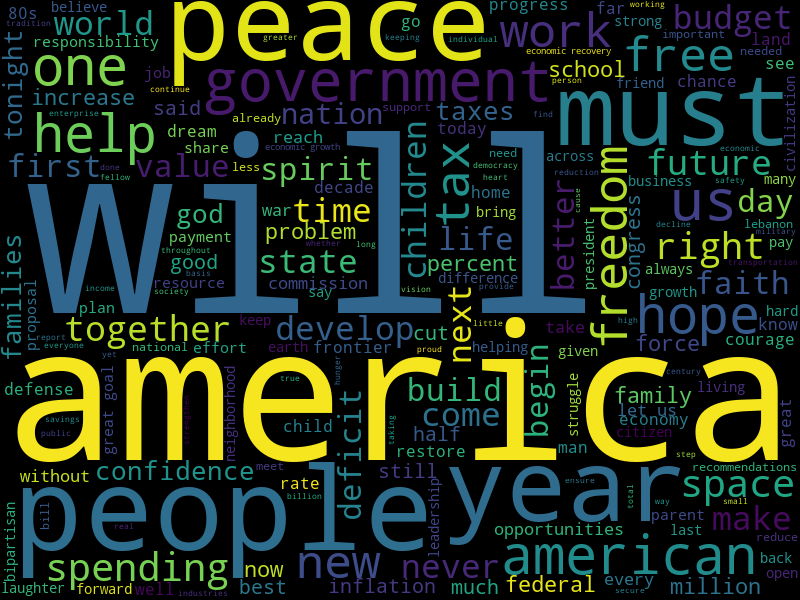 80s believe peace progress far working
tradition world go work strong important budget
responsibility one individual free land
tonight keeping economic recovery needed see
increase job greater government person school friend chance
continue said nation support taxes must civilization
help already find
enterprise dream economic growth today across economic
first done value share reach less children tax need future
fellow spirit decade democracy home heart better business safety many
will god war time bring cause us day
payment problem life freedom president congress decline lebanon
throughout whether long percent right military pay
families good basis state difference always transportation
resource commission vision provide growth faith
proposal income society say hope hard
plan together keep develop cut next little take high force know
report everyone national effort earth frontier helping given courage
yet proud century
america
defense great goal true hunger build begin struggle family living great
savings neighborhood child come half let us economy
public strengthen restore taking man citizen
without confidence meet deficit still year step recommendations
people rate leadership ensure total way space
bipartisan bill billion opportunities parent small make
real spending new never american last reduce
now inflation much back
laughter forward well industries best federal every secure million open